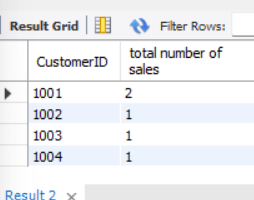 Result Grid Filter Rows:
CustomerID total number of
sales
1001 2
1002 1
1003 1
1004 1
Result 2 ×